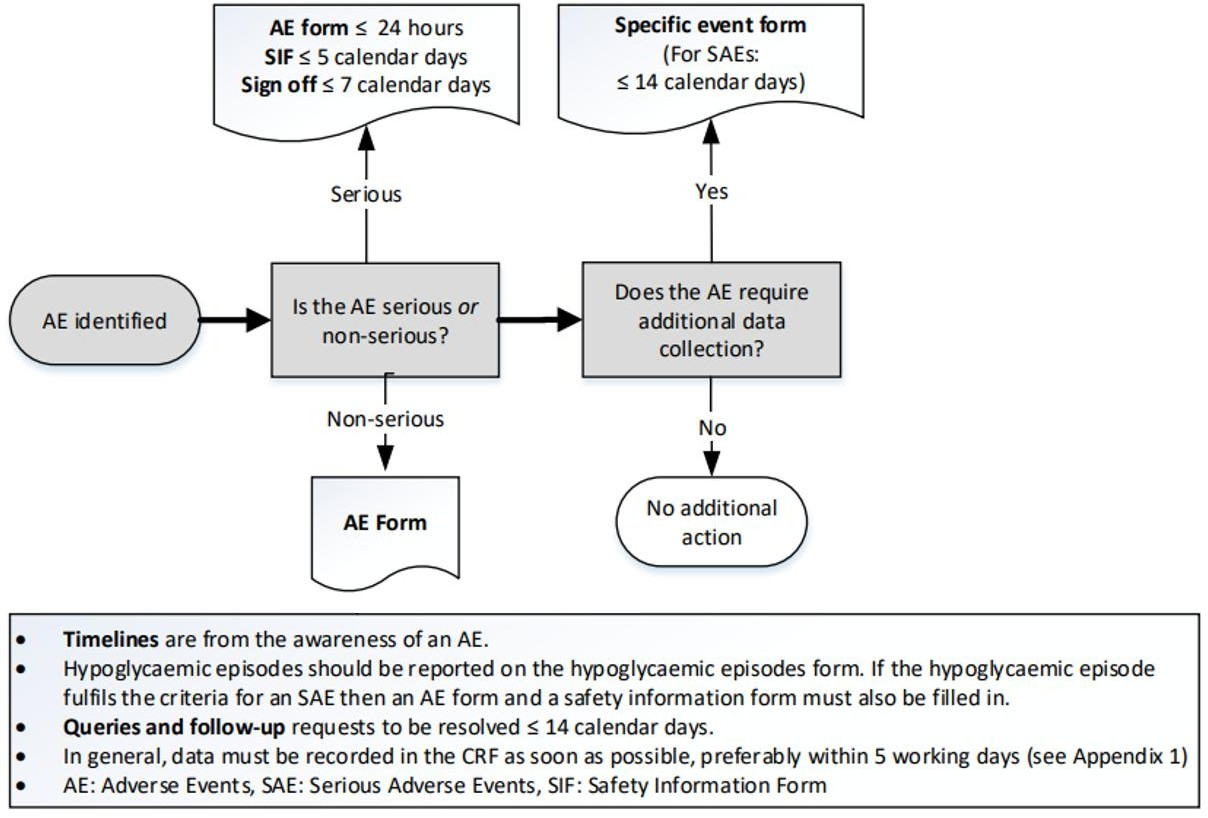 AE form ≤ 24 hours
SIF ≤ 5 calendar days
Sign off ≤ 7 calendar days
Specific event form
(For SAEs:
≤ 14 calendar days)
Serious
Yes
AE identified
Is the AE serious or
non-serious?
Does the AE require
additional data
collection?
Non-serious
No
AE Form
No additional
action
• Timelines are from the awareness of an AE.
• Hypoglycaemic episodes should be reported on the hypoglycaemic episodes form. If the hypoglycaemic episode
fulfils the criteria for an SAE then an AE form and a safety information form must also be filled in.
• Queries and follow-up requests to be resolved ≤ 14 calendar days.
• In general, data must be recorded in the CRF as soon as possible, preferably within 5 working days (see Appendix 1)
• AE: Adverse Events, SAE: Serious Adverse Events, SIF: Safety Information Form